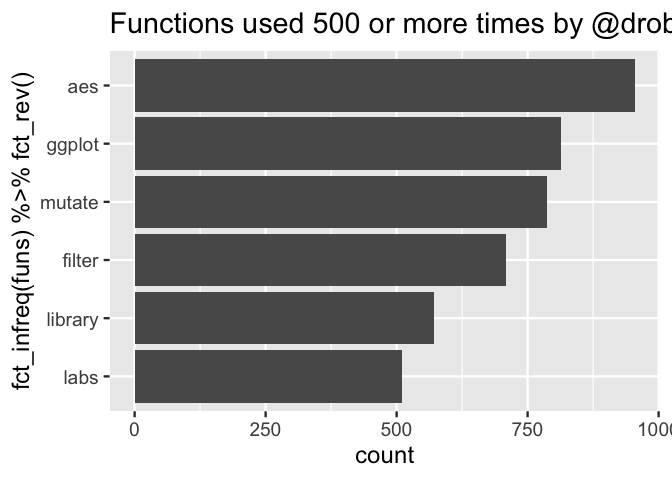 Functions used 500 or more times by @drob
fct_infreq(funs) %>% fct_rev()
aes
ggplot
mutate
filter
library
labs
0 250 500 750 1000
count